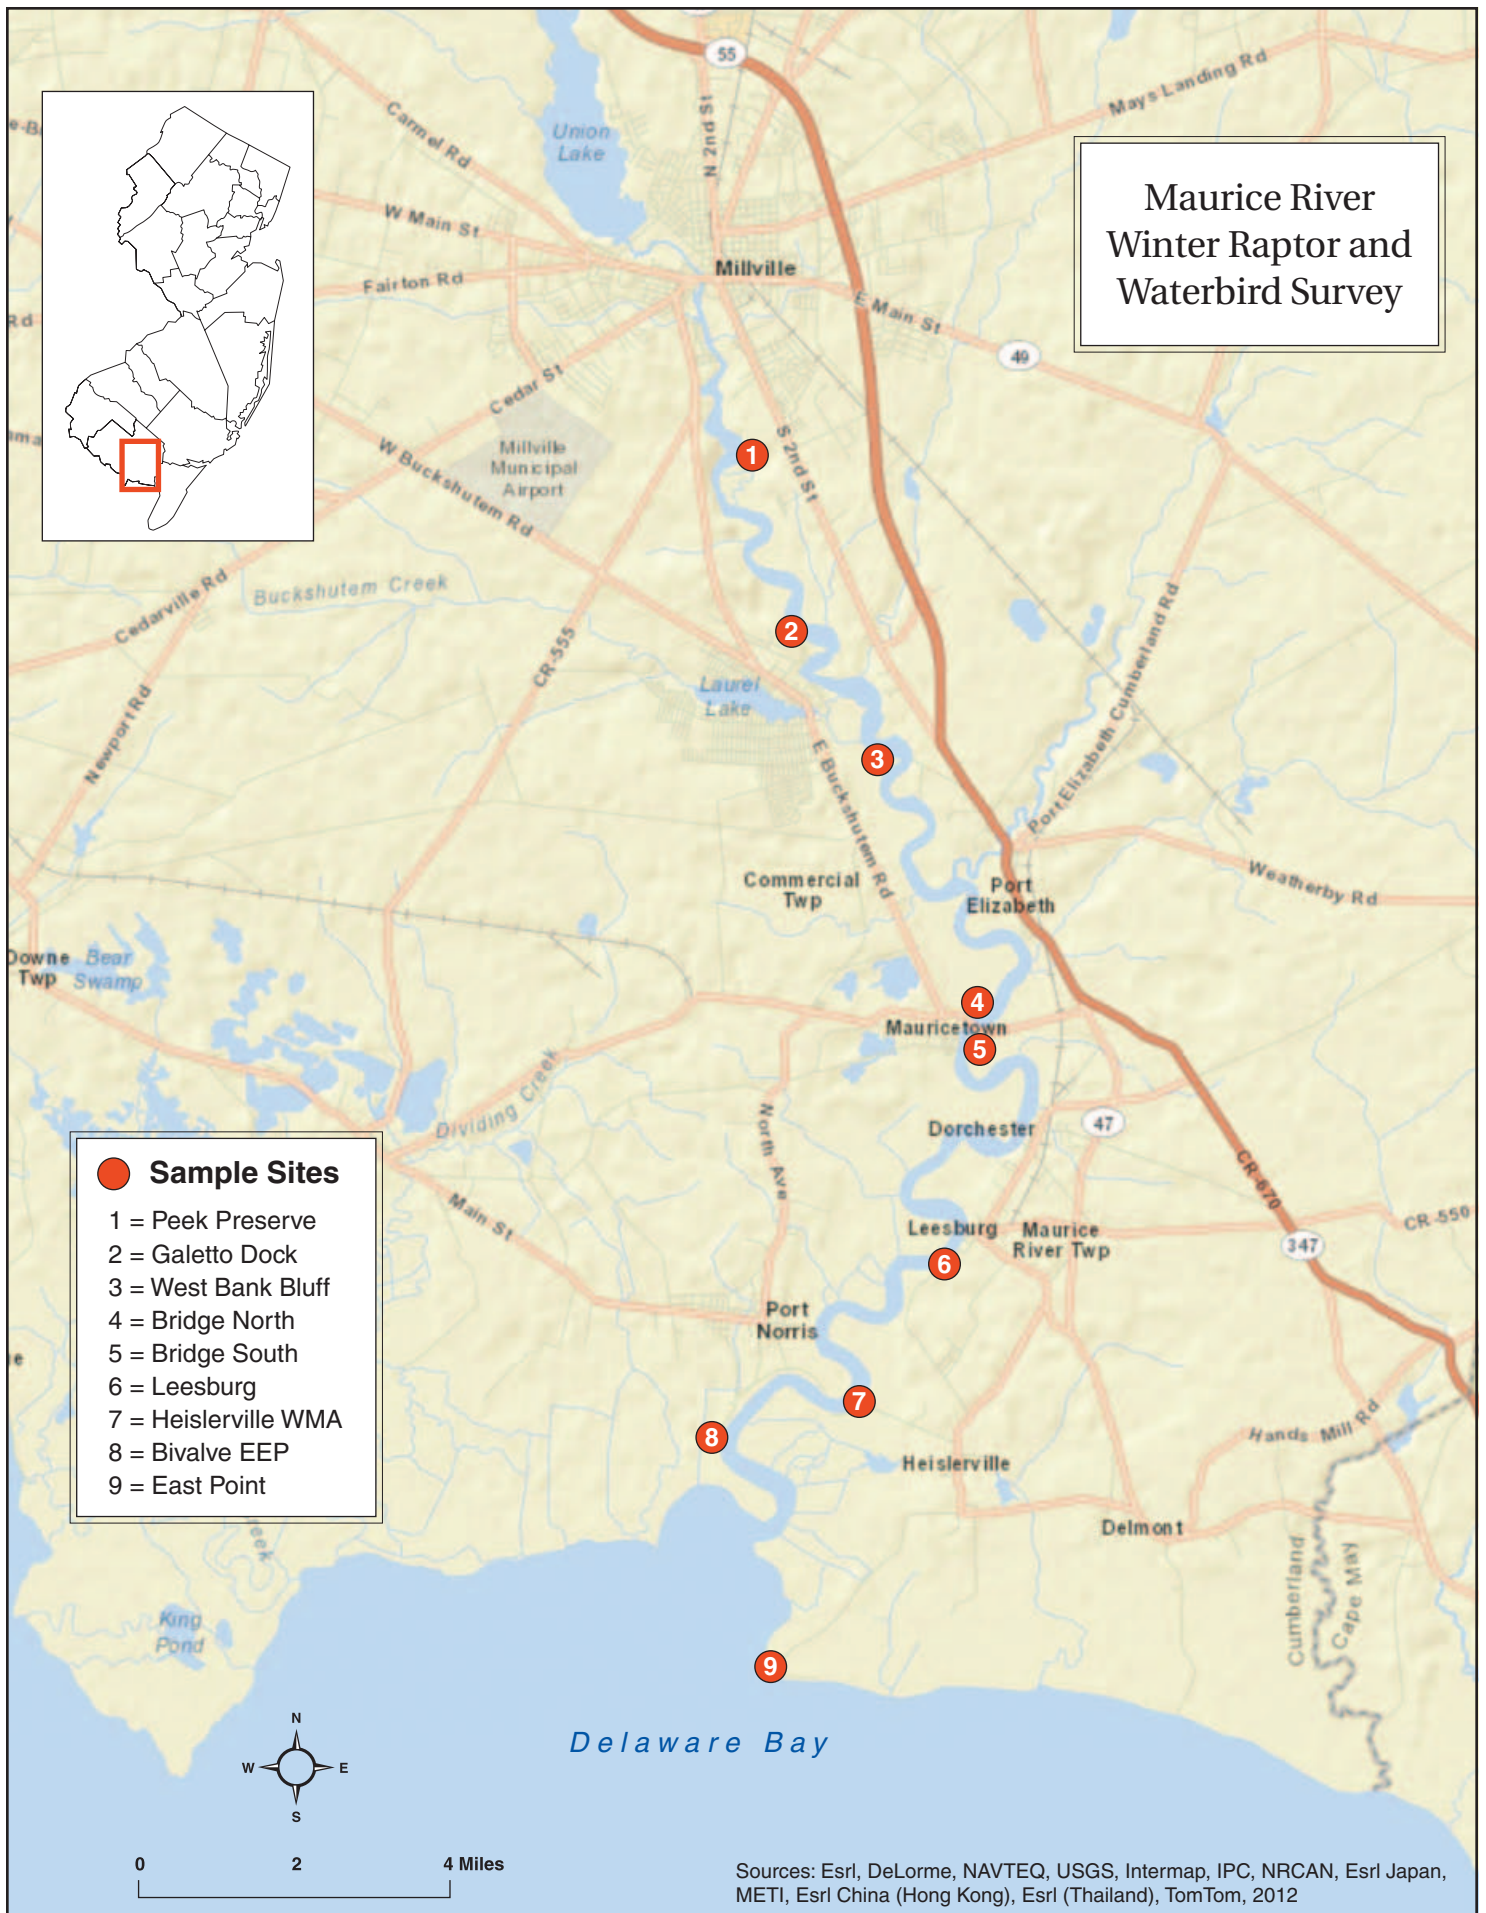 55
Mays Landing Rd
Carmel Rd
N 2nd St
Union
Lake
Maurice River
Winter Raptor and
Waterbird Survey
W Main St
Millville
Fairton Rd
E Main St
Rd
49
Cedar St
Millville
Municipal
Airport
W Buckshutem Rd
1
S 2nd St
Cedarville Rd
Buckshutem Creek
CR-555
2
Laurel
Lake
Newport Rd
3
E Buckshutem Rd
Port Elizabeth Cumberland Rd
Commercial
Twp
Port
Elizabeth
Weatherby Rd
Downe
Twp
Bear
Swamp
4
Mauricetown
5
Dividing Creek
North Ave
Dorchester
47
CR-670
Sample Sites
1 = Peek Preserve
2 = Galetto Dock
3 = West Bank Bluff
4 = Bridge North
5 = Bridge South
6 = Leesburg
7 = Heislerville WMA
8 = Bivalve EEP
9 = East Point
Main St
Leesburg
Maurice
River Twp
CR-550
347
6
Port
Norris
7
8
Hands Mill Rd
Heislerville
Delmont
reek
Cumberland
Cape May
King
Pond
9
Delaware Bay
N
W
E
S
0 2 4 Miles
Sources: Esrl, DeLorme, NAVTEQ, USGS, Intermap, IPC, NRCAN, Esrl Japan,
METI, Esrl China (Hong Kong), Esrl (Thailand), TomTom, 2012